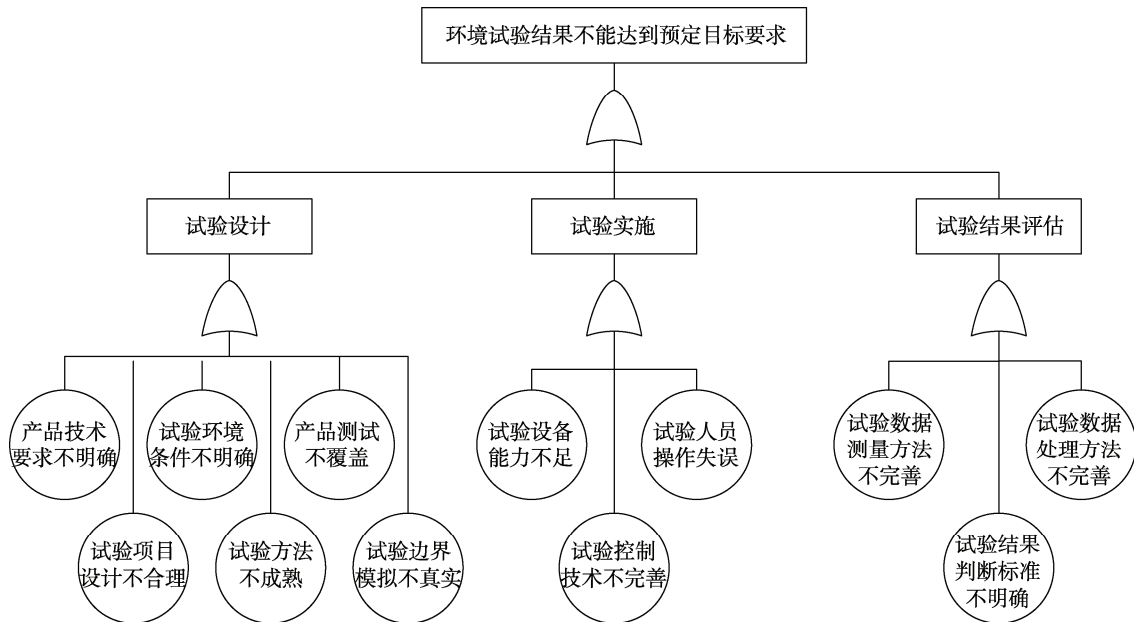 环境试验结果不能达到预定目标要求
试验设计
试验实施
试验结果评估
产品技术
要求不明确
试验环境
条件不明确
产品测试
不覆盖
试验设备
能力不足
试验人员
操作失误
试验数据
测量方法
不完善
试验数据
处理方法
不完善
试验项目
设计不合理
试验方法
不成熟
试验边界
模拟不真实
试验控制
技术不完善
试验结果
判断标准
不明确